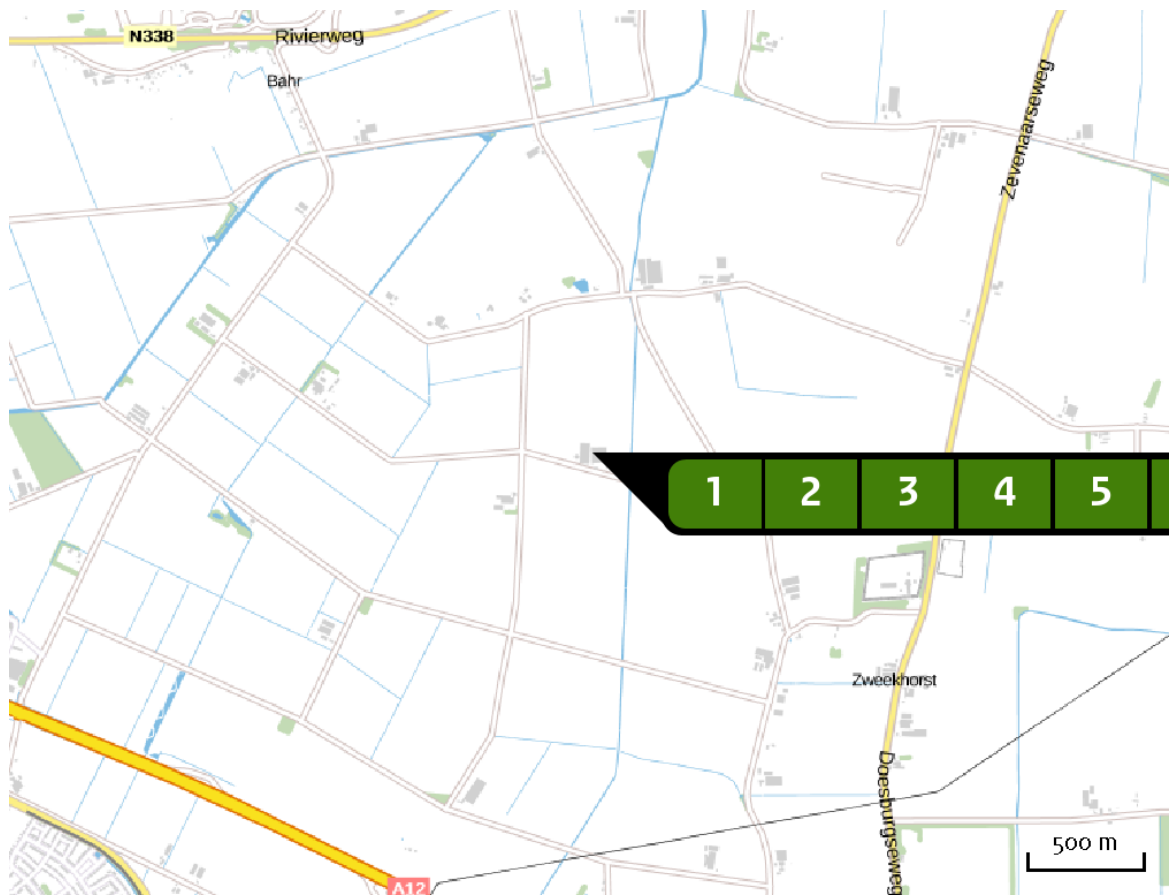 N338
Rivierweg
Bahr
Zevenaarseweg
1 2 3 4 5
Zweekhorst
Doesburgseweg
500 m
A12